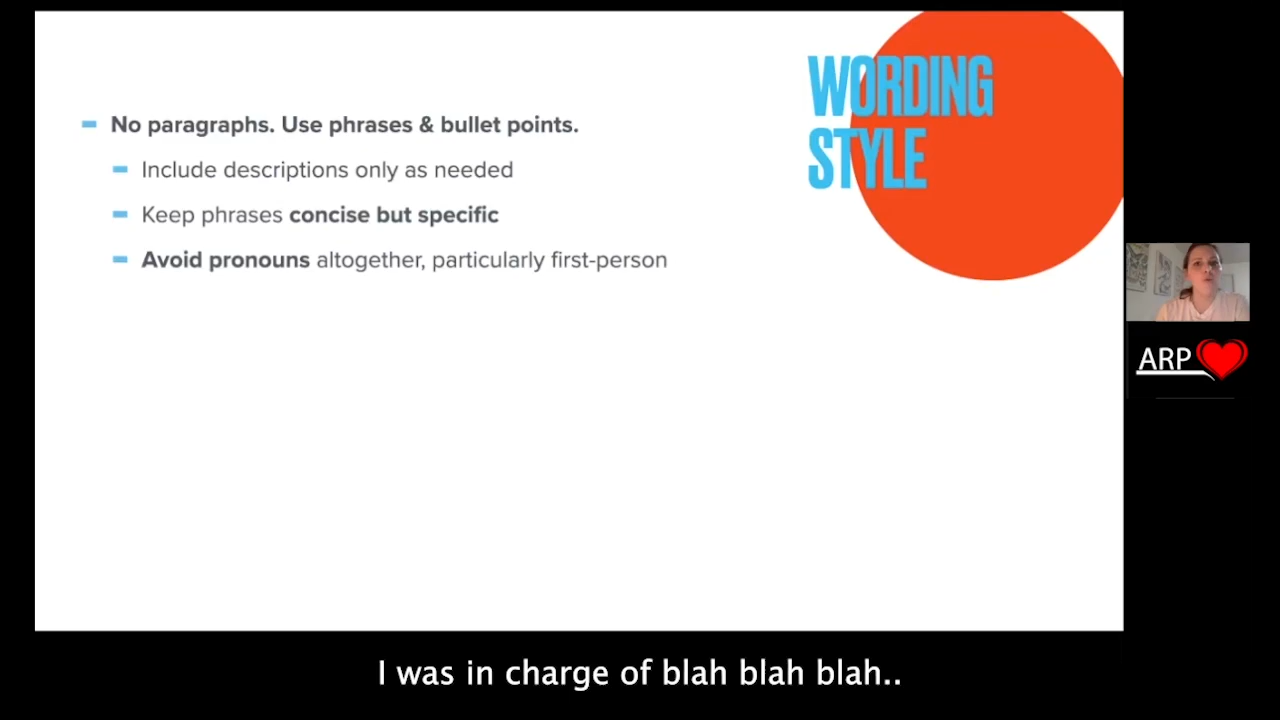 WORDING
STYLE
No paragraphs. Use phrases & bullet points.
Include descriptions only as needed
Keep phrases concise but specific
Avoid pronouns altogether, particularly first-person
ARP
I was in charge of blah blah blah..